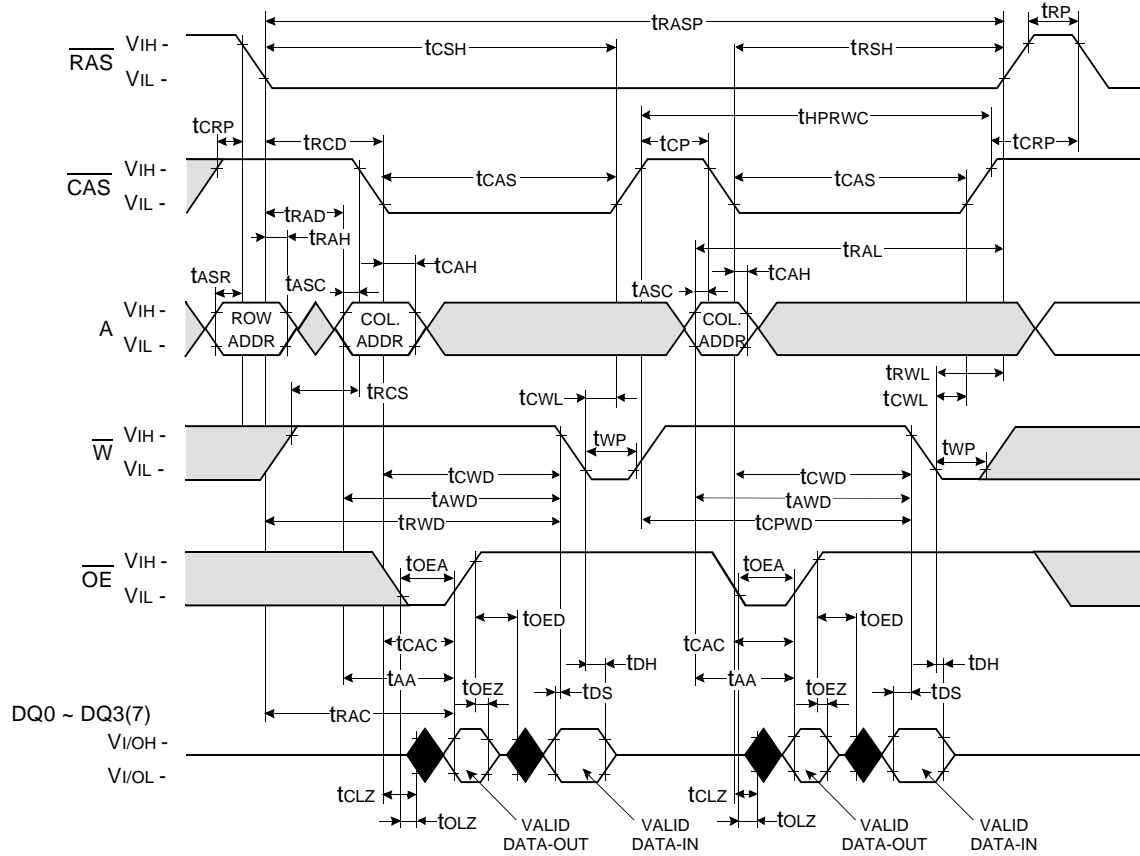 tRASP
tRP
tCSH
tRSH
RAS
VIH -
VIL -
tHPRWC
tCRP
tRCD
tCP
tCRP
CAS
VIH -
VIL -
tCAS
tCAS
tRAD
tRAH
tRAL
tCAH
tCAH
tASR
tASC
tASC
A
VIH -
VIL -
ROW
ADDR
COL.
ADDR
COL.
ADDR
tRWL
tRCS
tCWL
tCWL
W
VIH -
VIL -
tWP
tWP
tCWD
tCWD
tAWD
tAWD
tRWD
tCPWD
OE
VIH -
VIL -
tOEA
tOEA
tOED
tOED
tCAC
tCAC
tDH
tDH
tAA
tAA
tOEZ
tOEZ
tDS
tDS
tRAC
DQ0 ~ DQ3(7)
VI/OH -
VI/OL -
tCLZ
tCLZ
tOLZ
tOLZ
VALID
DATA-OUT
VALID
DATA-IN
VALID
DATA-OUT
VALID
DATA-IN